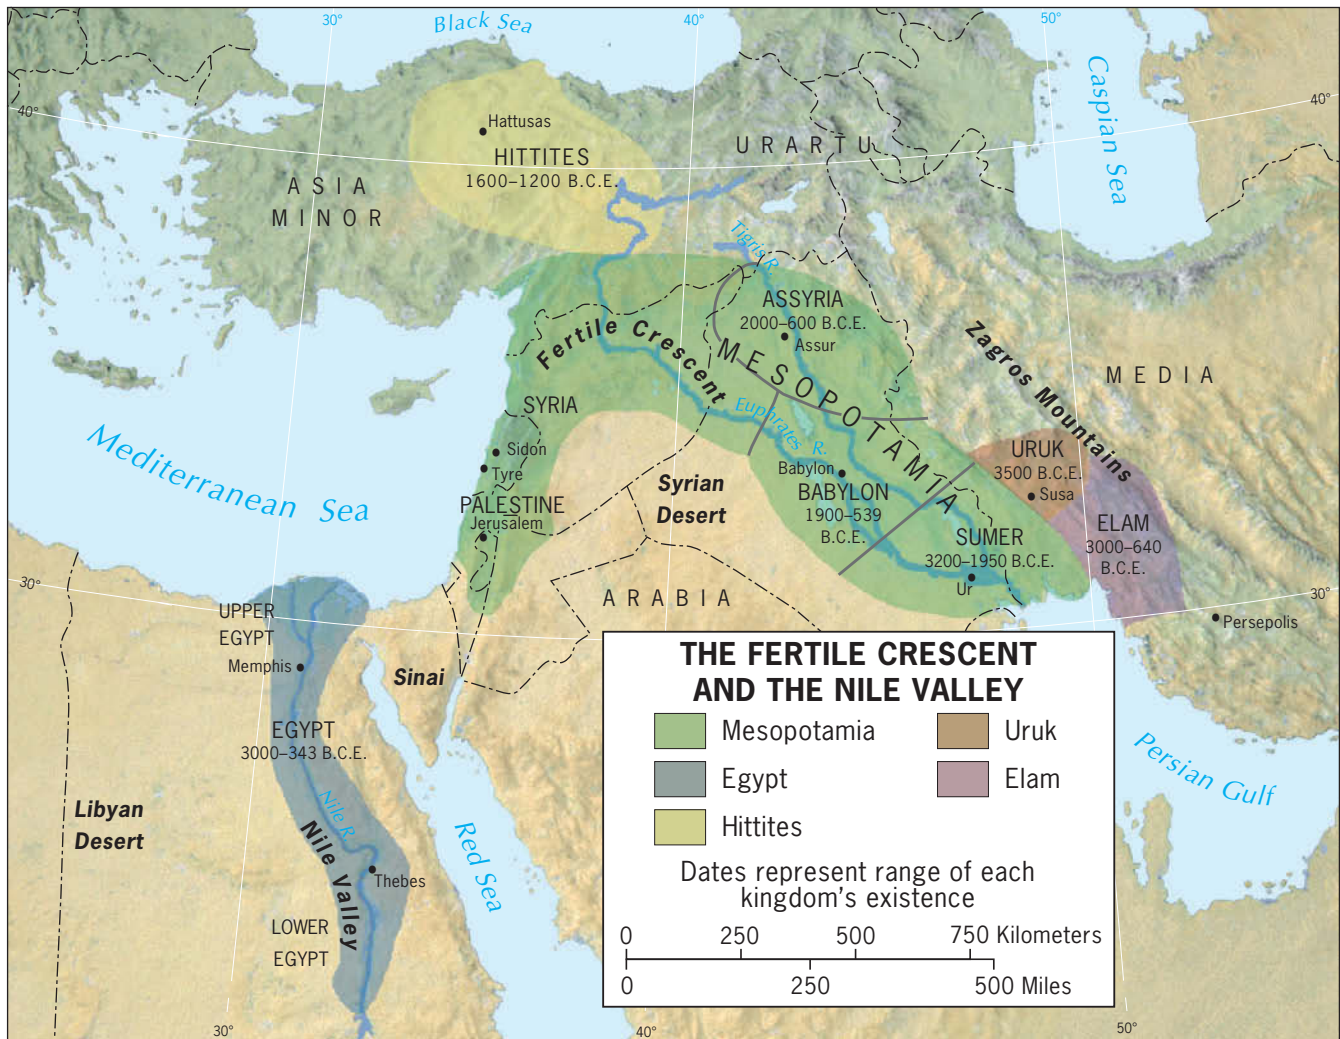 30°
40°
50°
Black Sea
Caspian Sea
40°
40°
Hattusas
HITTITES
1600–1200 B.C.E.
URARTU
ASIA
MINOR
Tigris R.
ASSYRIA
2000–600 B.C.E.
Assur
Fertile Crescent
MESOPOTAMIA
Zagros Mountains
MEDIA
SYRIA
Euphrates R.
Mediterranean Sea
Sidon
Tyre
URUK
3500 B.C.E.
Susa
Babylon
BABYLON
1900–539
B.C.E.
Syrian
Desert
PALESTINE
Jerusalem
ELAM
3000–640
B.C.E.
SUMER
3200–1950 B.C.E.
Ur
30°
30°
ARABIA
UPPER
EGYPT
Memphis
Persepolis
Sinai
EGYPT
3000–343 B.C.E.
Persian Gulf
Libyan
Desert
Nile R.
Nile Valley
Red Sea
Thebes
LOWER
EGYPT
THE FERTILE CRESCENT
AND THE NILE VALLEY
Mesopotamia
Uruk
Egypt
Elam
Hittites
Dates represent range of each
kingdom's existence
0 250 500 750 Kilometers
0 250 500 Miles
30°
40°
50°